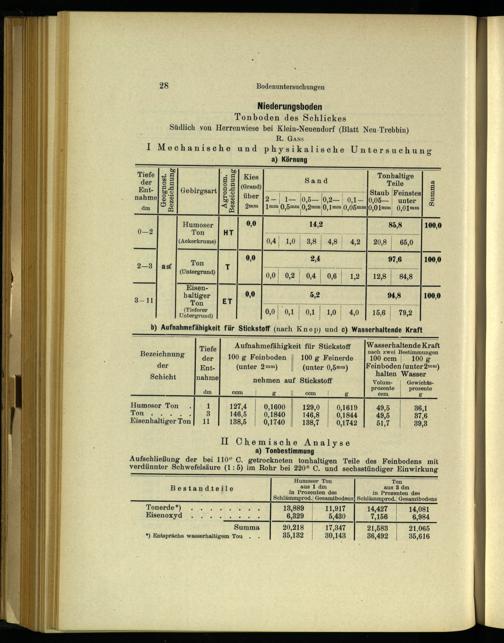 28 Bodenuntersuchungen
Niederungsboden
Tonboden des Schlickes
Südlich von Herrenwiese bei Klein-Neuendorf (Blatt Neu-Trebbin)
R. Gans
I Mechanische und physikalische Untersuchung
a) Körnung
Tiefe der Entnahme dm | Geognost. Bezeichnung | Gebirgsart | Agronom. Bezeichnung | Kies (Grand) über 2mm | Sand | Tonhaltige Teile | Summa
2— 1mm | 1— 0,5mm | 0,5— 0,2mm | 0,2— 0,1mm | 0,1— 0,05mm | Staub 0,05— 0,01mm | Feinstes unter 0,01mm
0—2 | Humoser Ton (Ackerkrume) | HT | 0,0 | 14,2 | 85,8 | 100,0
0,4 | 1,0 | 3,8 | 4,8 | 4,2 | 20,8 | 65,0
2—3 | Ton (Untergrund) | T | 0,0 | 2,4 | 97,6 | 100,0
0,0 | 0,2 | 0,4 | 0,6 | 1,2 | 12,8 | 84,8
3—11 | Eisenhaltiger Ton (Tieferer Untergrund) | ET | 0,0 | 5,2 | 94,8 | 100,0
0,0 | 0,1 | 0,1 | 1,0 | 4,0 | 15,6 | 79,2
b) Aufnahmefähigkeit für Stickstoff (nach Knop) und c) Wasserhaltende Kraft
Bezeichnung der Schicht | Tiefe der Entnahme dm | Aufnahmefähigkeit für Stickstoff | Wasserhaltende Kraft nach zwei Bestimmungen
100 g Feinboden (unter 2mm) | 100 g Feinerde (unter 0,5mm) | 100 ccm | 100 g Feinboden (unter 2mm) halten Wasser
nehmen auf Stickstoff | Volumprozente | Gewichtsprozente
ccm | g | ccm | g | ccm | g
Humoser Ton . | 1 | 127,4 | 0,1600 | 129,0 | 0,1619 | 49,5 | 36,1
Ton . . . . . | 3 | 146,5 | 0,1840 | 146,8 | 0,1844 | 49,5 | 37,6
Eisenhaltiger Ton | 11 | 138,5 | 0,1740 | 138,7 | 0,1742 | 51,7 | 39,3
II Chemische Analyse
a) Tonbestimmung
Aufschließung der bei 110° C. getrockneten tonhaltigen Teile des Feinbodens mit
verdünnter Schwefelsäure (1:5) im Rohr bei 220° C. und sechsstündiger Einwirkung
Bestandteile | Humoser Ton aus 1 dm in Prozenten des | Ton aus 3 dm in Prozenten des
Schlämmprod. | Gesamtbodens | Schlämmprod. | Gesamtbodens
Tonerde*) . . . . . . . . | 13,889 | 11,917 | 14,427 | 14,081
Eisenoxyd . . . . . . . . | 6,329 | 5,430 | 7,156 | 6,984
Summa | 20,218 | 17,347 | 21,583 | 21,065
*) Entspräche wasserhaltigem Ton . . | 35,132 | 30,143 | 36,492 | 35,616